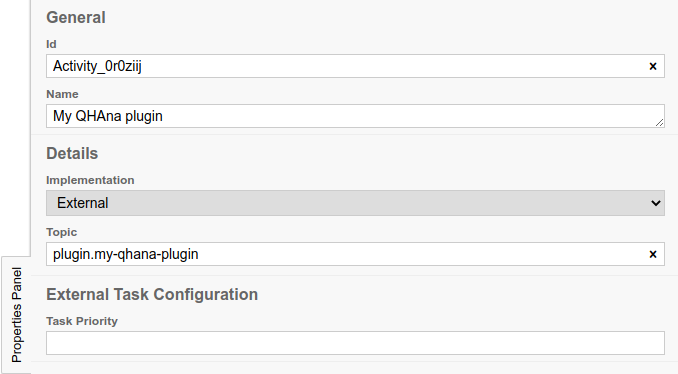 General
Id
Activity_0r0ziij
×
Name
My QHAna plugin
Details
Implementation
External
Topic
plugin.my-qhana-plugin
×
External Task Configuration
Task Priority
Properties Panel